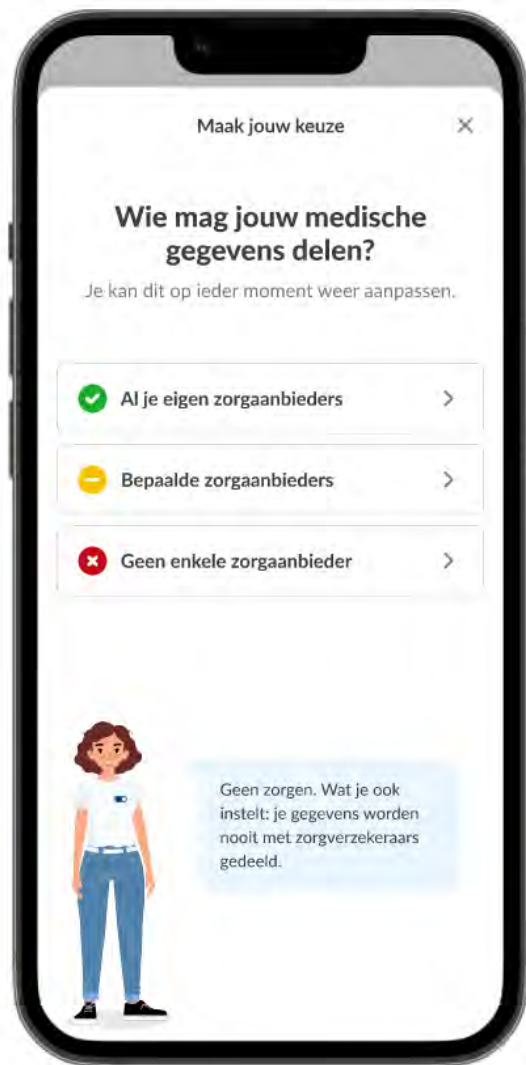 Maak jouw keuze
Wie mag jouw medische
gegevens delen?
Je kan dit op ieder moment weer aanpassen.
Al je eigen zorgaanbieders
Bepaalde zorgaanbieders
Geen enkele zorgaanbieder
Geen zorgen. Wat je ook
instelt: je gegevens worden
nooit met zorgverzekeraars
gedeeld.